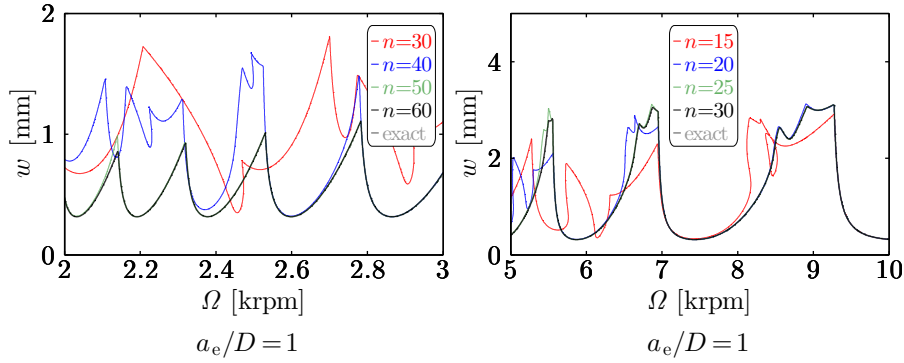 2
1
0
w [mm]
2 2.2 2.4 2.6 2.8 3
Ω [krpm]
n=30
n=40
n=50
n=60
exact
aₑ/D=1
4
2
0
w [mm]
5 6 7 8 9 10
Ω [krpm]
n=15
n=20
n=25
n=30
exact
aₑ/D=1